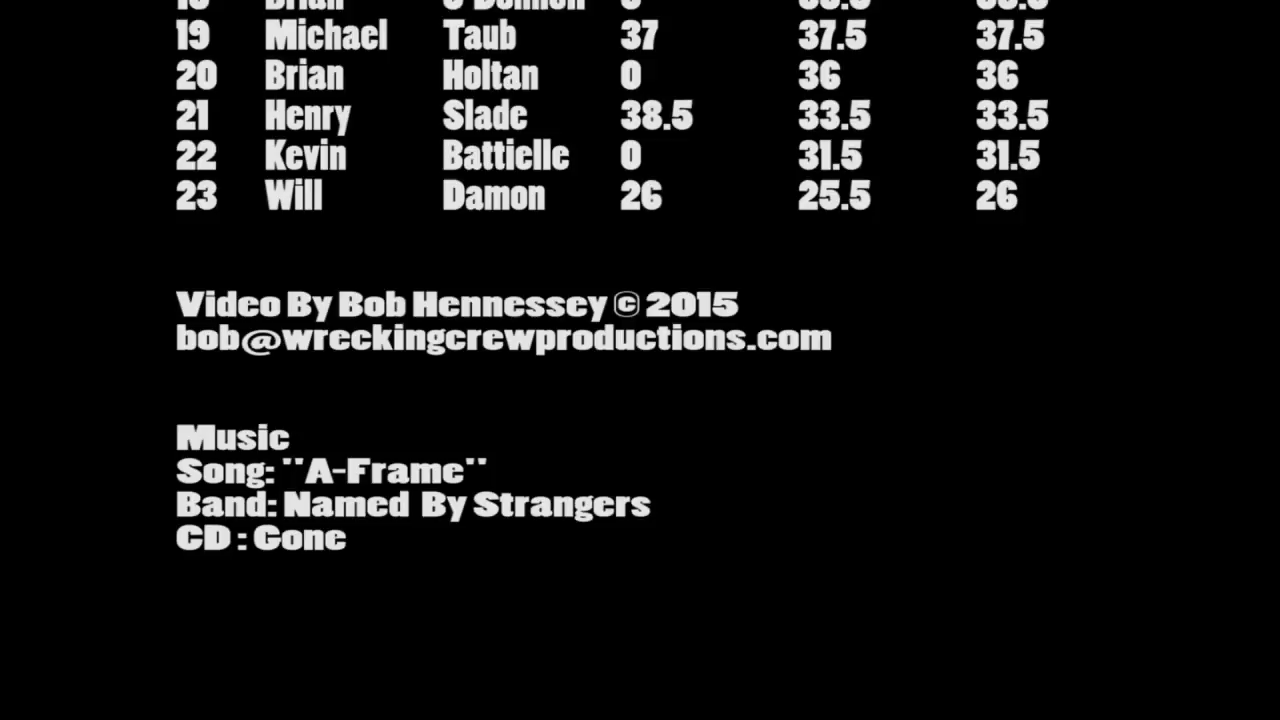 19 Michael Taub 37 37.5 37.5
20 Brian Holtan 0 36 36
21 Henry Slade 38.5 33.5 33.5
22 Kevin Battielle 0 31.5 31.5
23 Will Damon 26 25.5 26
Video By Bob Hennessey © 2015
bob@wreckingcrewproductions.com
Music
Song: "A-Frame"
Band: Named By Strangers
CD : Gone